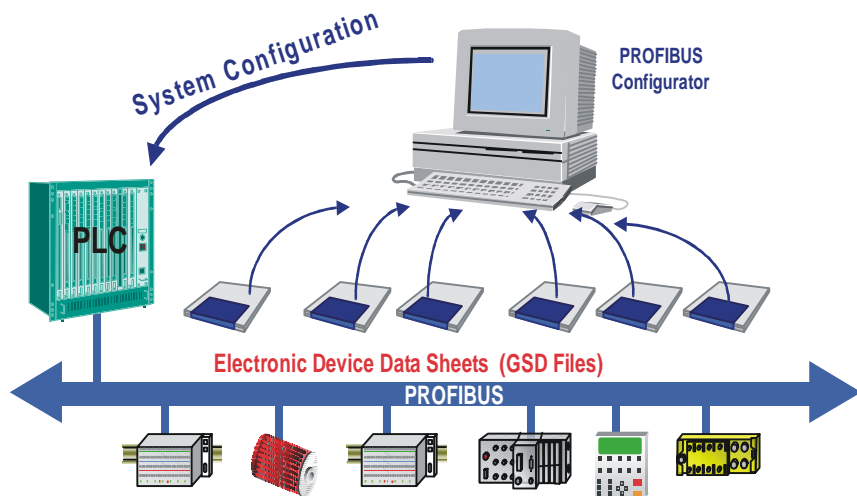 System Configuration
PROFIBUS
Configurator
PLC
Electronic Device Data Sheets (GSD Files)
PROFIBUS